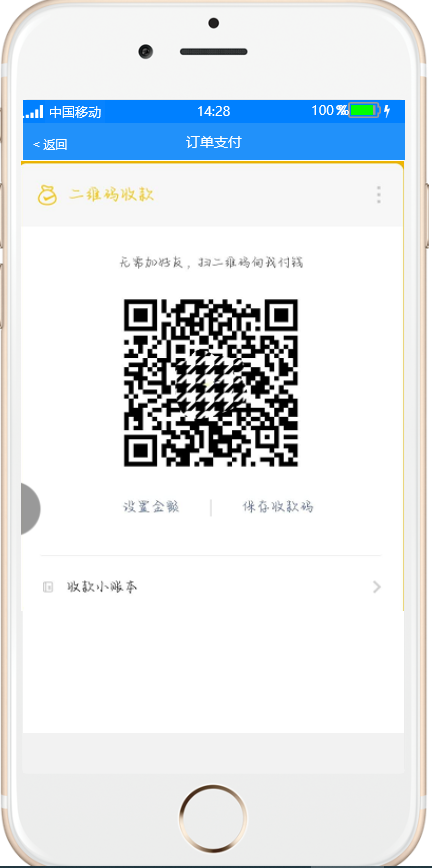 中国移动 14:28 100 %
< 返回 订单支付
二维码收款
无需加好友，扫二维码向我付钱
设置金额 保存收款码
收款小账本